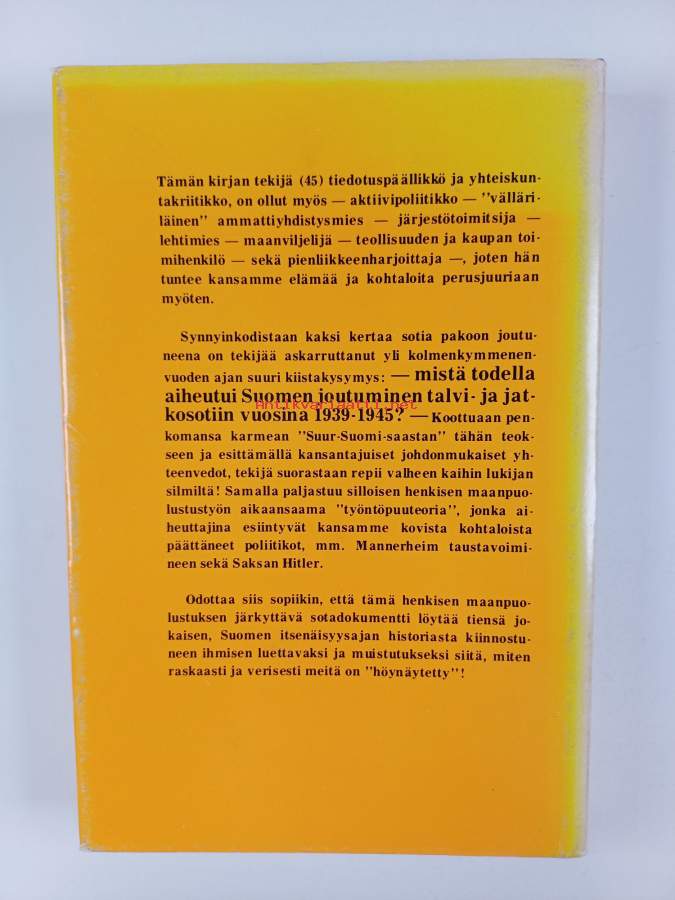 Tämän kirjan tekijä (45) tiedotuspäällikkö ja yhteiskun-
takriitikko, on ollut myös — aktiivipoliitikko — "välläri-
läinen" ammattiyhdistysmies — järjestötoimitsija —
lehtimies — maanviljelijä — teollisuuden ja kaupan toi-
mihenkilö — sekä pienliikkeenharjoittaja —, joten hän
tuntee kansamme elämää ja kohtaloita perusjuuriaan
myöten.
Synnyinkodistaan kaksi kertaa sotia pakoon joutu-
neena on tekijää askarruttanut yli kolmenkymmenen-
vuoden ajan suuri kiistakysymys: — mistä todella
aiheutui Suomen joutuminen talvi- ja jat-
kosotiin vuosina 1939-1945? — Koottuaan pen-
Antikvariaatti.net
komansa karmean "Suur-Suomi-saastan" tähän teok-
seen ja esittämällä kansantajuiset johdonmukaiset yh-
teenvedot, tekijä suorastaan repii valheen kaihin lukijan
silmiltä! Samalla paljastuu silloisen henkisen maanpuo-
lustustyön aikaansaama "työntöpuuteoria", jonka ai-
heuttajina esiintyvät kansamme kovista kohtaloista
päättäneet poliitikot, mm. Mannerheim taustavoimi-
neen sekä Saksan Hitler.
Odottaa siis sopiikin, että tämä henkisen maanpuo-
lustuksen järkyttävä sotadokumentti löytää tiensä jo-
kaisen, Suomen itsenäisyysajan historiasta kiinnostu-
neen ihmisen luettavaksi ja muistutukseksi siitä, miten
raskaasti ja verisesti meitä on "höynäytetty"!